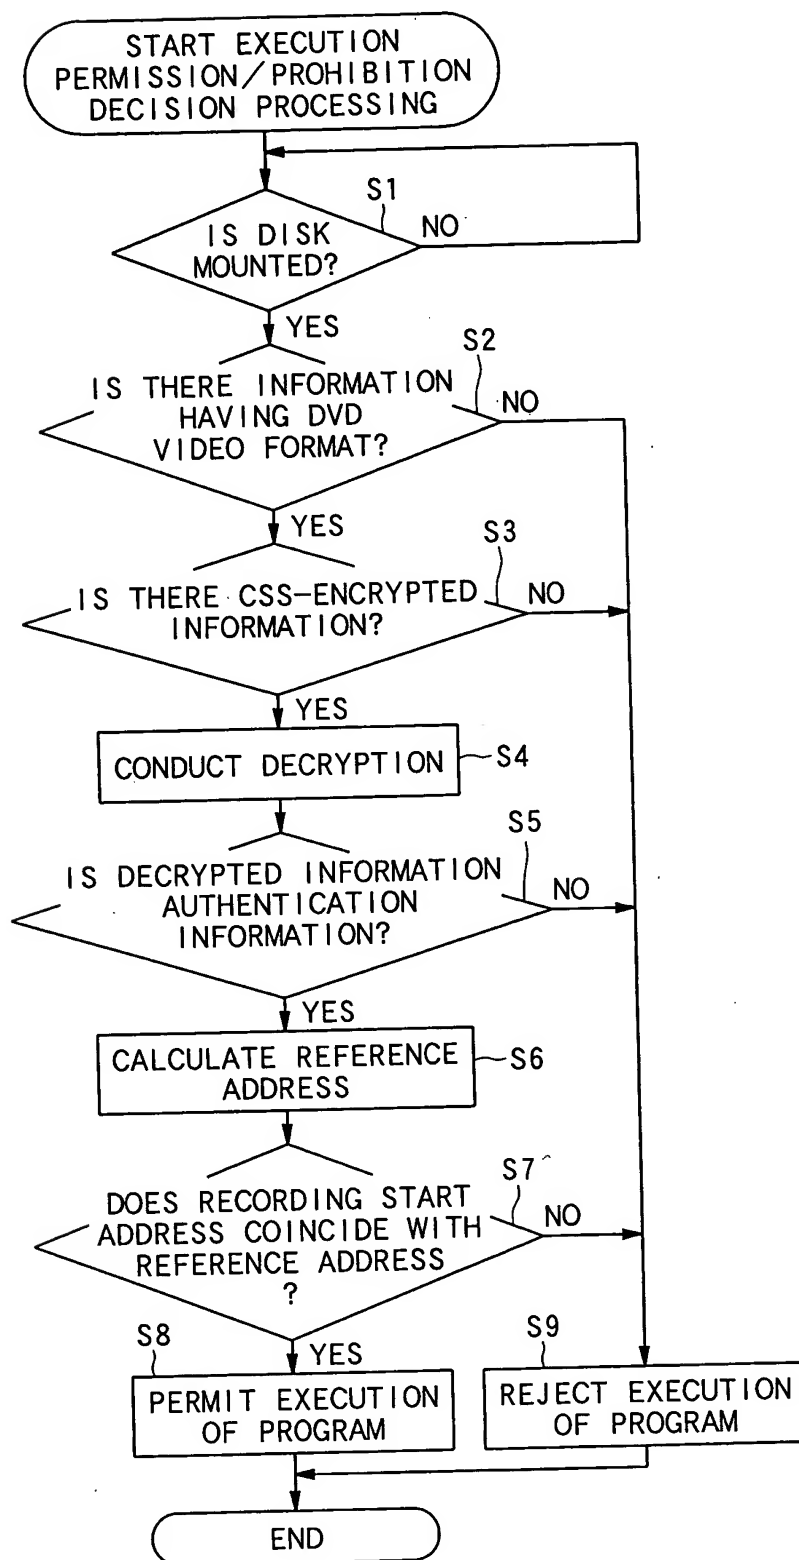 START EXECUTION
PERMISSION/PROHIBITION
DECISION PROCESSING
S1
IS DISK
MOUNTED?
NO
YES
S2
IS THERE INFORMATION
HAVING DVD
VIDEO FORMAT?
NO
YES
S3
IS THERE CSS-ENCRYPTED
INFORMATION?
NO
YES
CONDUCT DECRYPTION
S4
S5
IS DECRYPTED INFORMATION
AUTHENTICATION
INFORMATION?
NO
YES
CALCULATE REFERENCE
ADDRESS
S6
S7
DOES RECORDING START
ADDRESS COINCIDE WITH
REFERENCE ADDRESS
?
NO
YES
S8
PERMIT EXECUTION
OF PROGRAM
S9
REJECT EXECUTION
OF PROGRAM
END